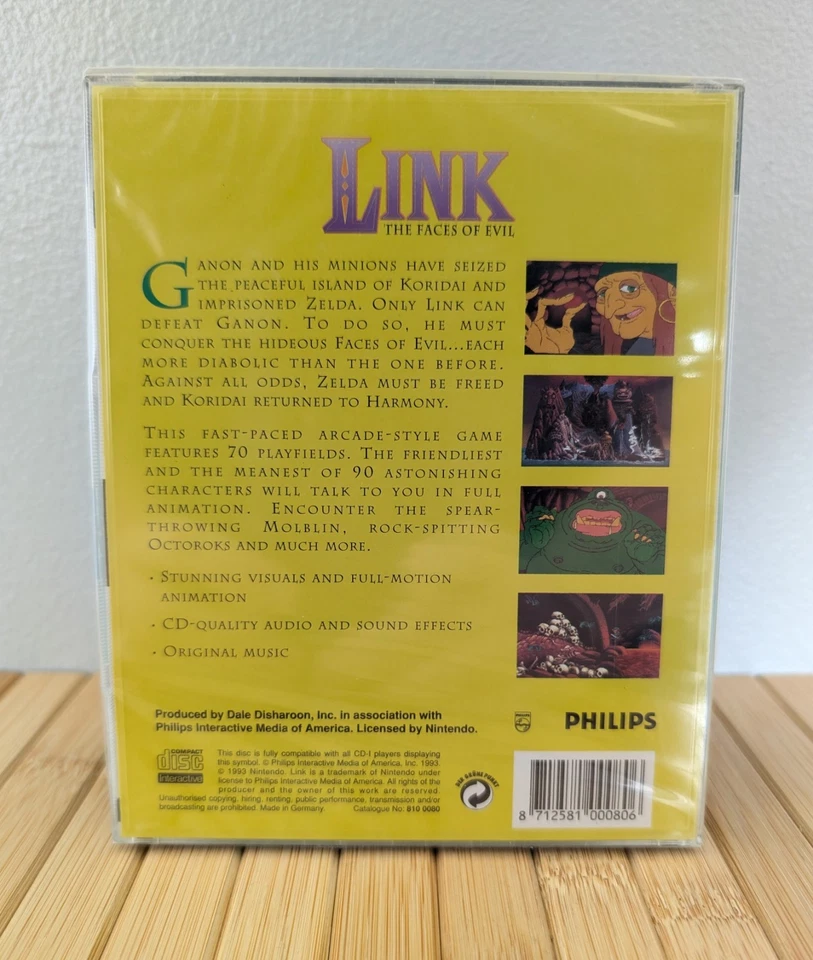 LINK
THE FACES OF EVIL
GANON AND HIS MINIONS HAVE SEIZED
THE PEACEFUL ISLAND OF KORIDAI AND
IMPRISONED ZELDA. ONLY LINK CAN
DEFEAT GANON. TO DO SO, HE MUST
CONQUER THE HIDEOUS FACES OF EVIL...EACH
MORE DIABOLIC THAN THE ONE BEFORE.
AGAINST ALL ODDS, ZELDA MUST BE FREED
AND KORIDAI RETURNED TO HARMONY.
THIS FAST-PACED ARCADE-STYLE GAME
FEATURES 70 PLAYFIELDS. THE FRIENDLIEST
AND THE MEANEST OF 90 ASTONISHING
CHARACTERS WILL TALK TO YOU IN FULL
ANIMATION. ENCOUNTER THE SPEAR-
THROWING MOLBLIN, ROCK-SPITTING
OCTOROKS AND MUCH MORE.
· STUNNING VISUALS AND FULL-MOTION
ANIMATION
· CD-QUALITY AUDIO AND SOUND EFFECTS
· ORIGINAL MUSIC
Produced by Dale Disharoon, Inc. in association with
Philips Interactive Media of America. Licensed by Nintendo.
PHILIPS
PHILIPS
COMPACT
disc
Interactive
This disc is fully compatible with all CD-I players displaying
this symbol. © Philips Interactive Media of America, Inc. 1993.
© 1993 Nintendo. Link is a trademark of Nintendo under
license to Philips Interactive Media of America. All rights of the
producer and the owner of this work are reserved.
Unauthorised copying, hiring, renting, public performance, transmission and/or
broadcasting are prohibited. Made in Germany. Catalogue No: 810 0080
DER GRÜNE PUNKT
8 712581 000806